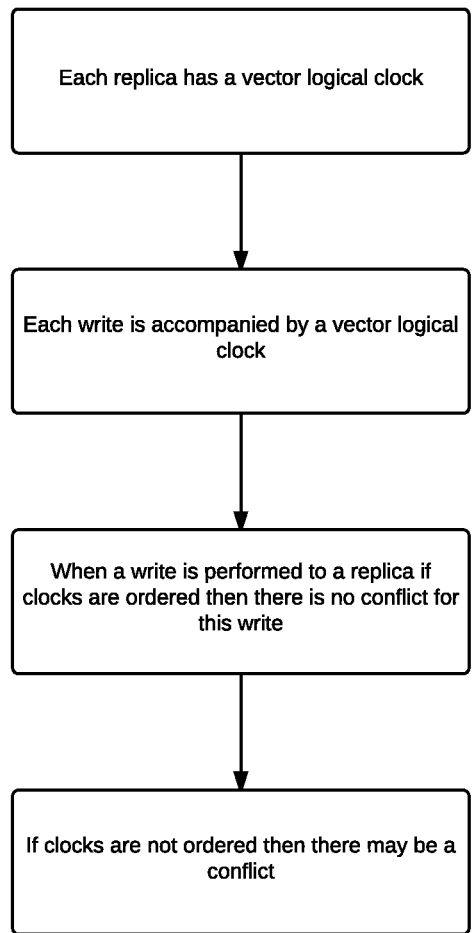 Each replica has a vector logical clock
Each write is accompanied by a vector logical
clock
When a write is performed to a replica if
clocks are ordered then there is no conflict for
this write
If clocks are not ordered then there may be a
conflict